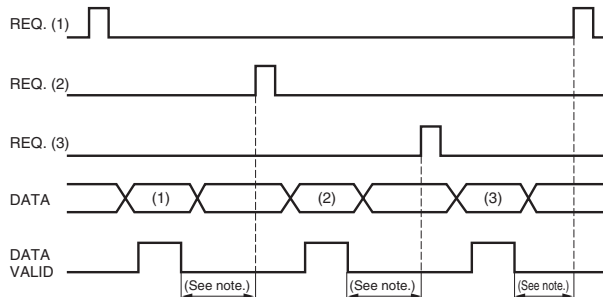 REQ. (1)
REQ. (2)
REQ. (3)
DATA (1) (2) (3)
DATA
VALID
(See note.) (See note.) (See note.)